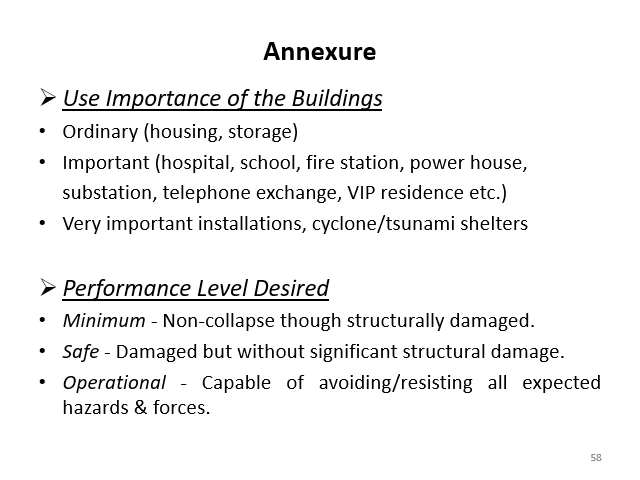 Annexure
➢ Use Importance of the Buildings
• Ordinary (housing, storage)
• Important (hospital, school, fire station, power house,
substation, telephone exchange, VIP residence etc.)
• Very important installations, cyclone/tsunami shelters
➢ Performance Level Desired
• Minimum - Non-collapse though structurally damaged.
• Safe - Damaged but without significant structural damage.
• Operational - Capable of avoiding/resisting all expected
hazards & forces.
58